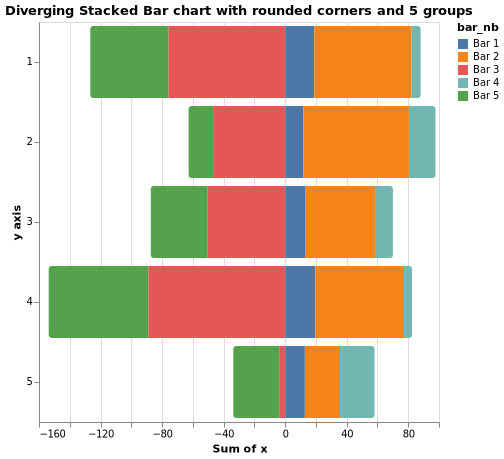 Diverging Stacked Bar chart with rounded corners and 5 groups
bar_nb
Bar 1
Bar 2
Bar 3
Bar 4
Bar 5
y axis
1
2
3
4
5
−160 −120 −80 −40 0 40 80
Sum of x